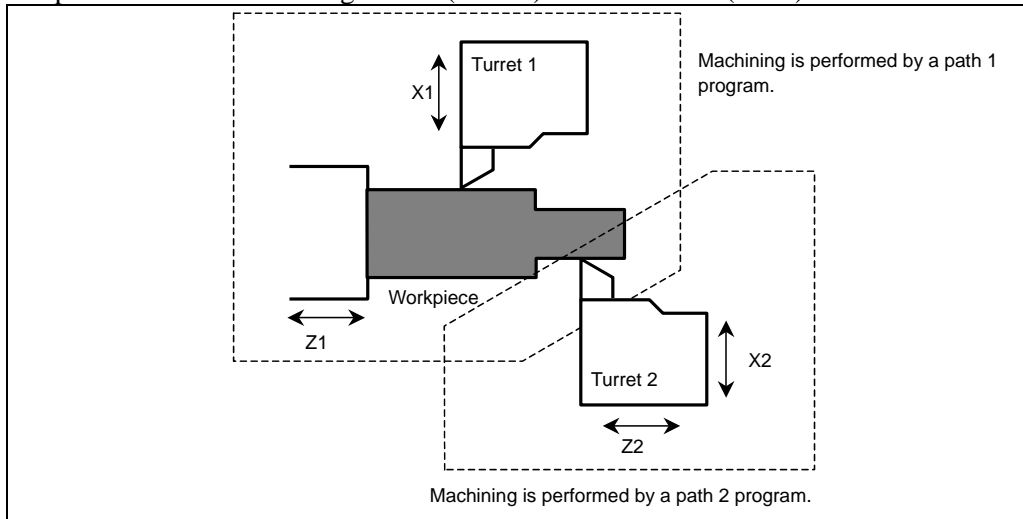 Turret 1
Machining is performed by a path 1
program.
X1
Workpiece
Z1
X2
Turret 2
Z2
Machining is performed by a path 2 program.